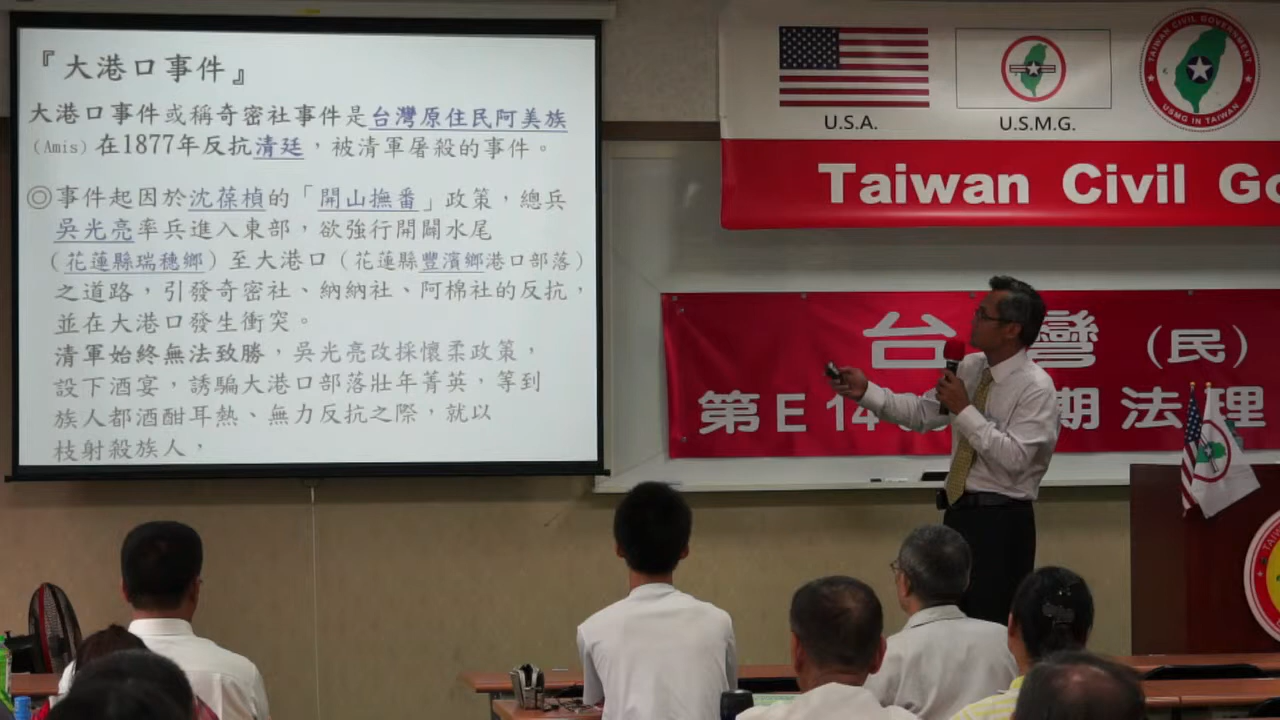 『大港口事件』
大港口事件或稱奇密社事件是台灣原住民阿美族
（Amis）在1877年反抗清廷，被清軍屠殺的事件。
◎事件起因於沈葆楨的「開山撫番」政策，總兵
吳光亮率兵進入東部，欲強行開闢水尾
（花蓮縣瑞穗鄉）至大港口（花蓮縣豐濱鄉港口部落）
之道路，引發奇密社、納納社、阿棉社的反抗，
並在大港口發生衝突。
清軍始終無法致勝，吳光亮改採懷柔政策，
設下酒宴，誘騙大港口部落壯年菁英，等到
族人都酒酣耳熱、無力反抗之際，就以
枝射殺族人，
U.S.A.
U.S.M.G.
TAIWAN CIVIL GOVERNMENT
USMG IN TAIWAN
Taiwan Civil Go
台灣（民）
第E14 期法理